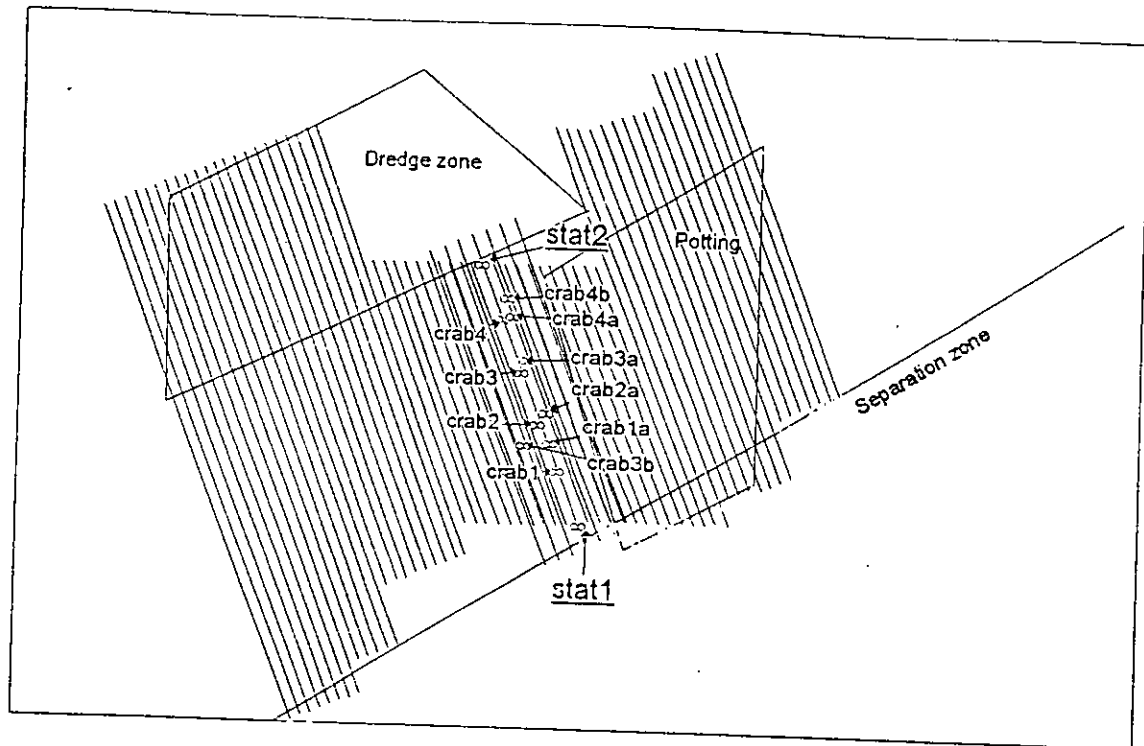 Dredge zone
stat2
Potting
crab4b
crab4a
crab4
crab3a
crab3
crab2a
crab2
crab1a
crab3b
crab1
Separation zone
stat1